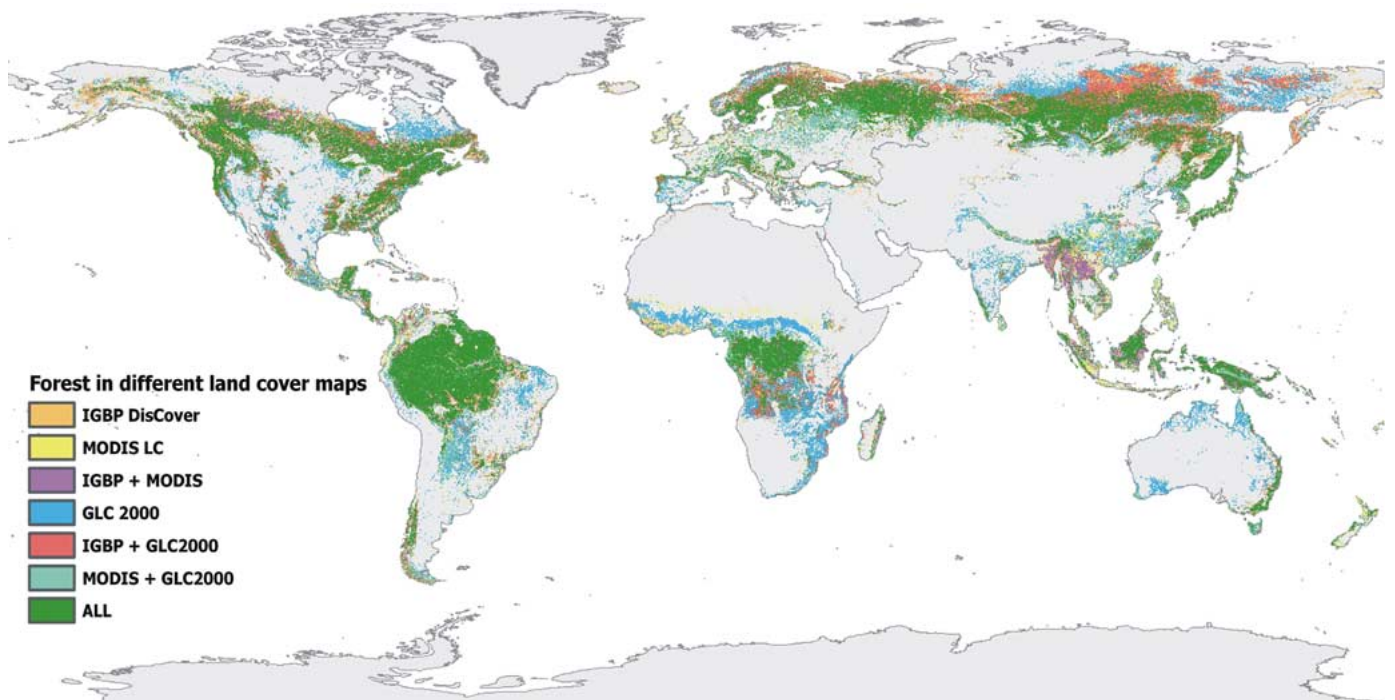 Forest in different land cover maps
IGBP DisCover
MODIS LC
IGBP + MODIS
GLC 2000
IGBP + GLC2000
MODIS + GLC2000
ALL